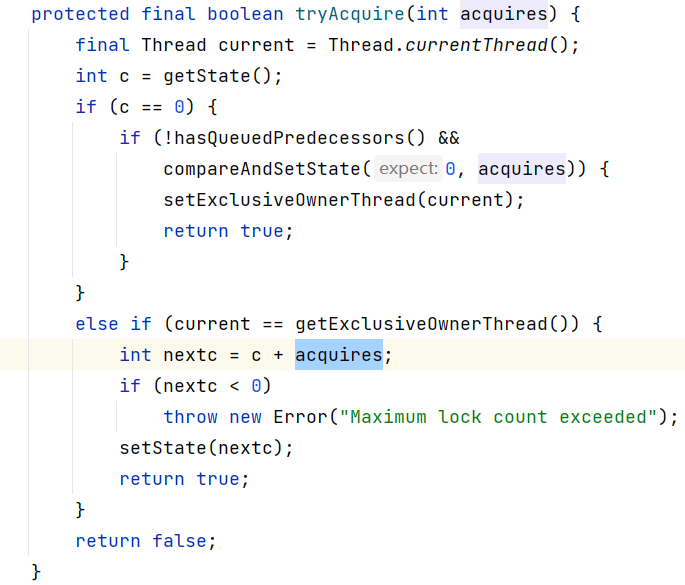 protected final boolean tryAcquire(int acquires) {
    final Thread current = Thread.currentThread();
    int c = getState();
    if (c == 0) {
        if (!hasQueuedPredecessors() &&
            compareAndSetState( expect: 0, acquires)) {
            setExclusiveOwnerThread(current);
            return true;
        }
    }
    else if (current == getExclusiveOwnerThread()) {
        int nextc = c + acquires;
        if (nextc < 0)
            throw new Error("Maximum lock count exceeded");
        setState(nextc);
        return true;
    }
    return false;
}